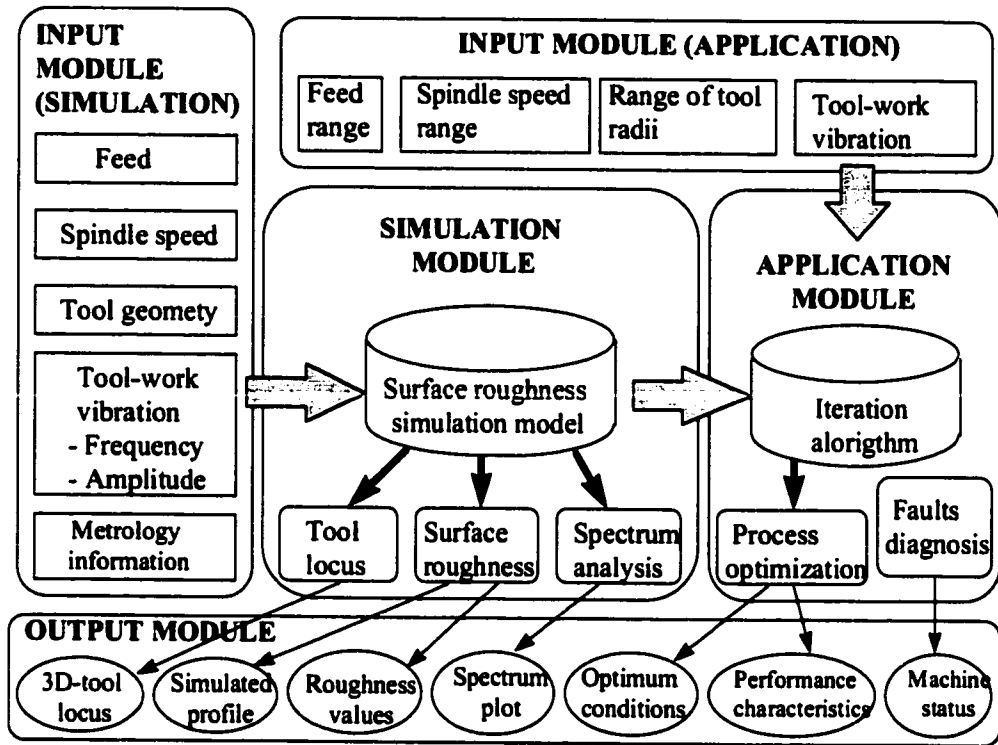 INPUT
MODULE
(SIMULATION)
Feed
Spindle speed
Tool geomety
Tool-work
vibration
- Frequency
- Amplitude
Metrology
information
INPUT MODULE (APPLICATION)
Feed
range
Spindle speed
range
Range of tool
radii
Tool-work
vibration
SIMULATION
MODULE
Surface roughness
simulation model
Tool
locus
Surface
roughness
Spectrum
analysis
APPLICATION
MODULE
Iteration
alorigthm
Process
optimization
Faults
diagnosis
OUTPUT MODULE
3D-tool
locus
Simulated
profile
Roughness
values
Spectrum
plot
Optimum
conditions
Performance
characteristics
Machine
status